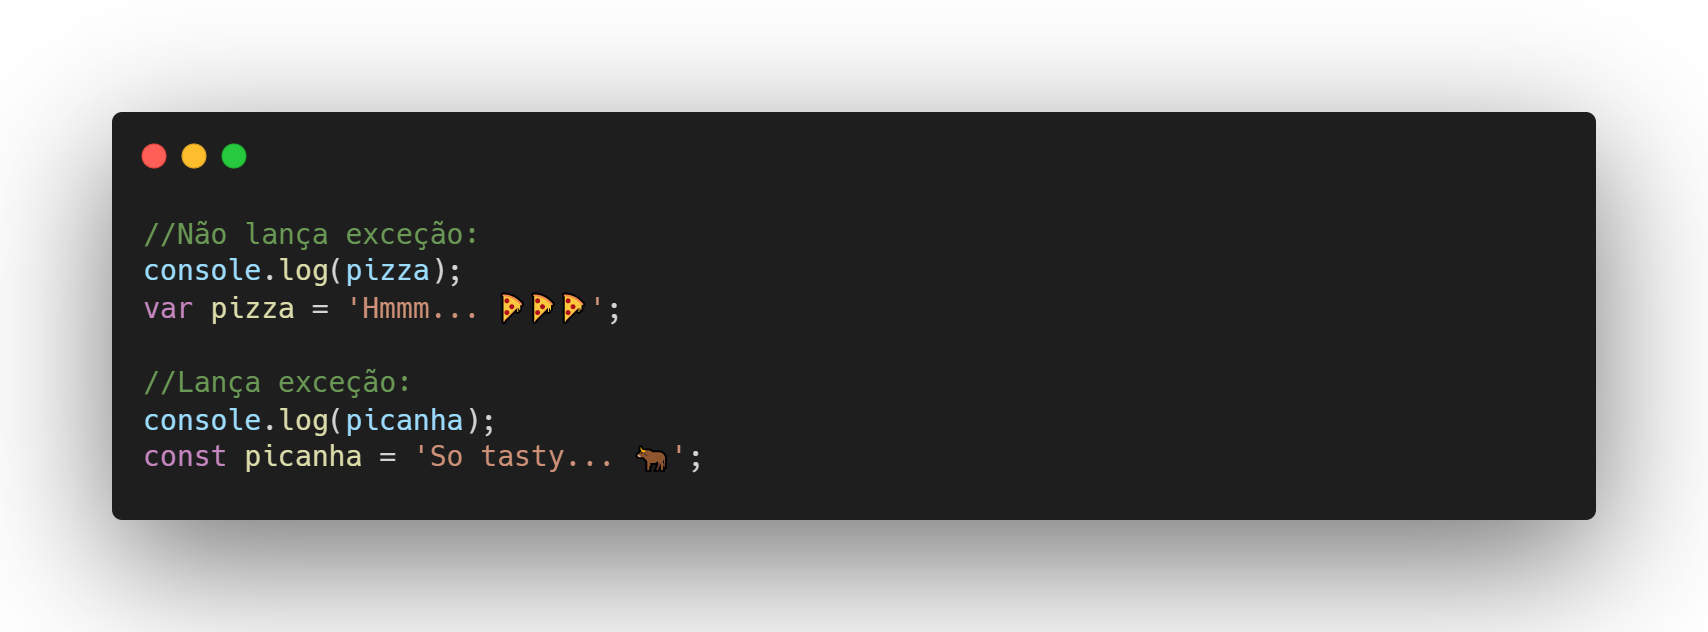 //Não lança exceção:
console.log(pizza);
var pizza = 'Hmmm... 🍕🍕🍕';
//Lança exceção:
console.log(picanha);
const picanha = 'So tasty... 🐂';